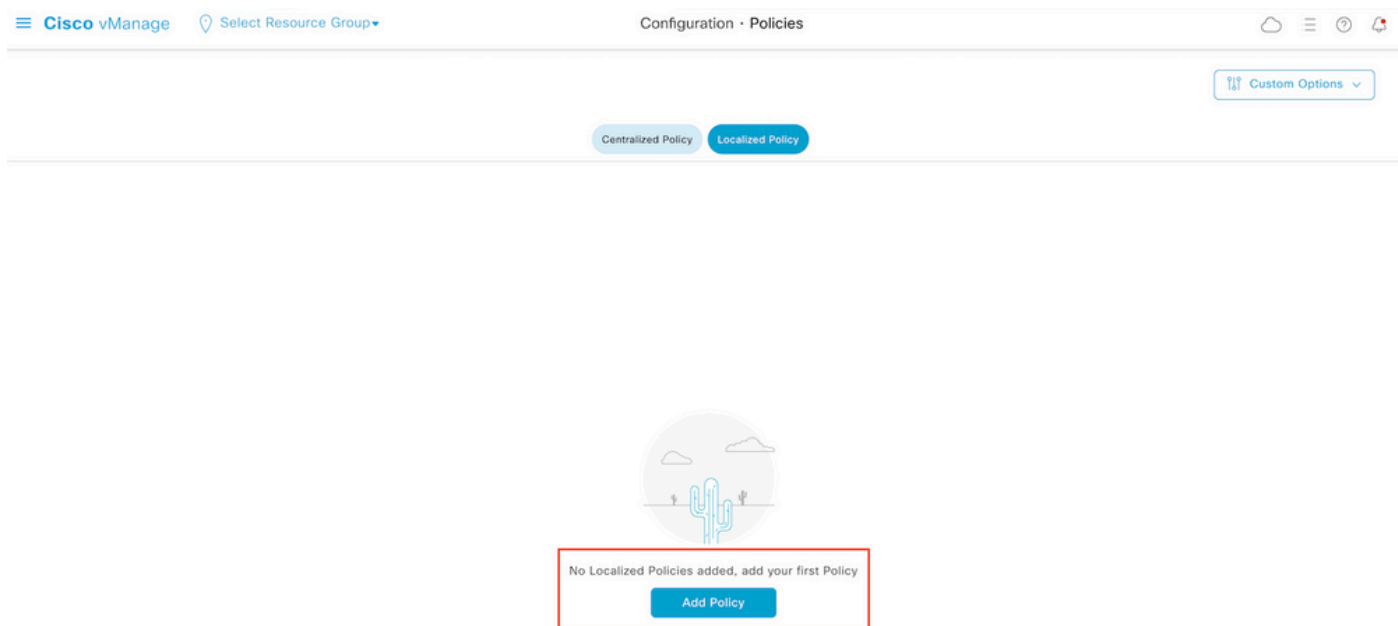 Cisco vManage Select Resource Group Configuration · Policies
Custom Options
Centralized Policy Localized Policy
No Localized Policies added, add your first Policy
Add Policy